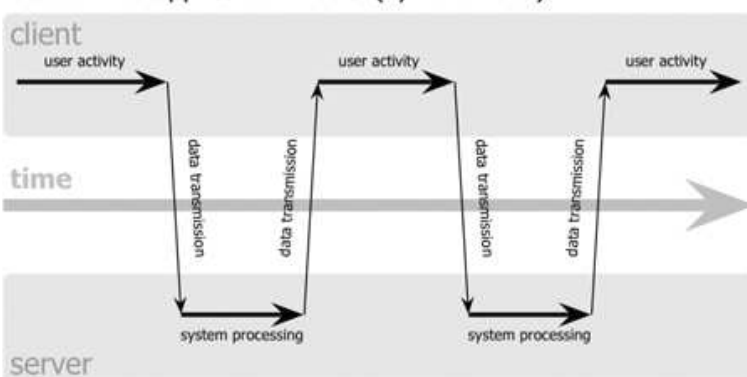 client
user activity
user activity
user activity
data transmission
data transmission
data transmission
data transmission
time
system processing
system processing
server